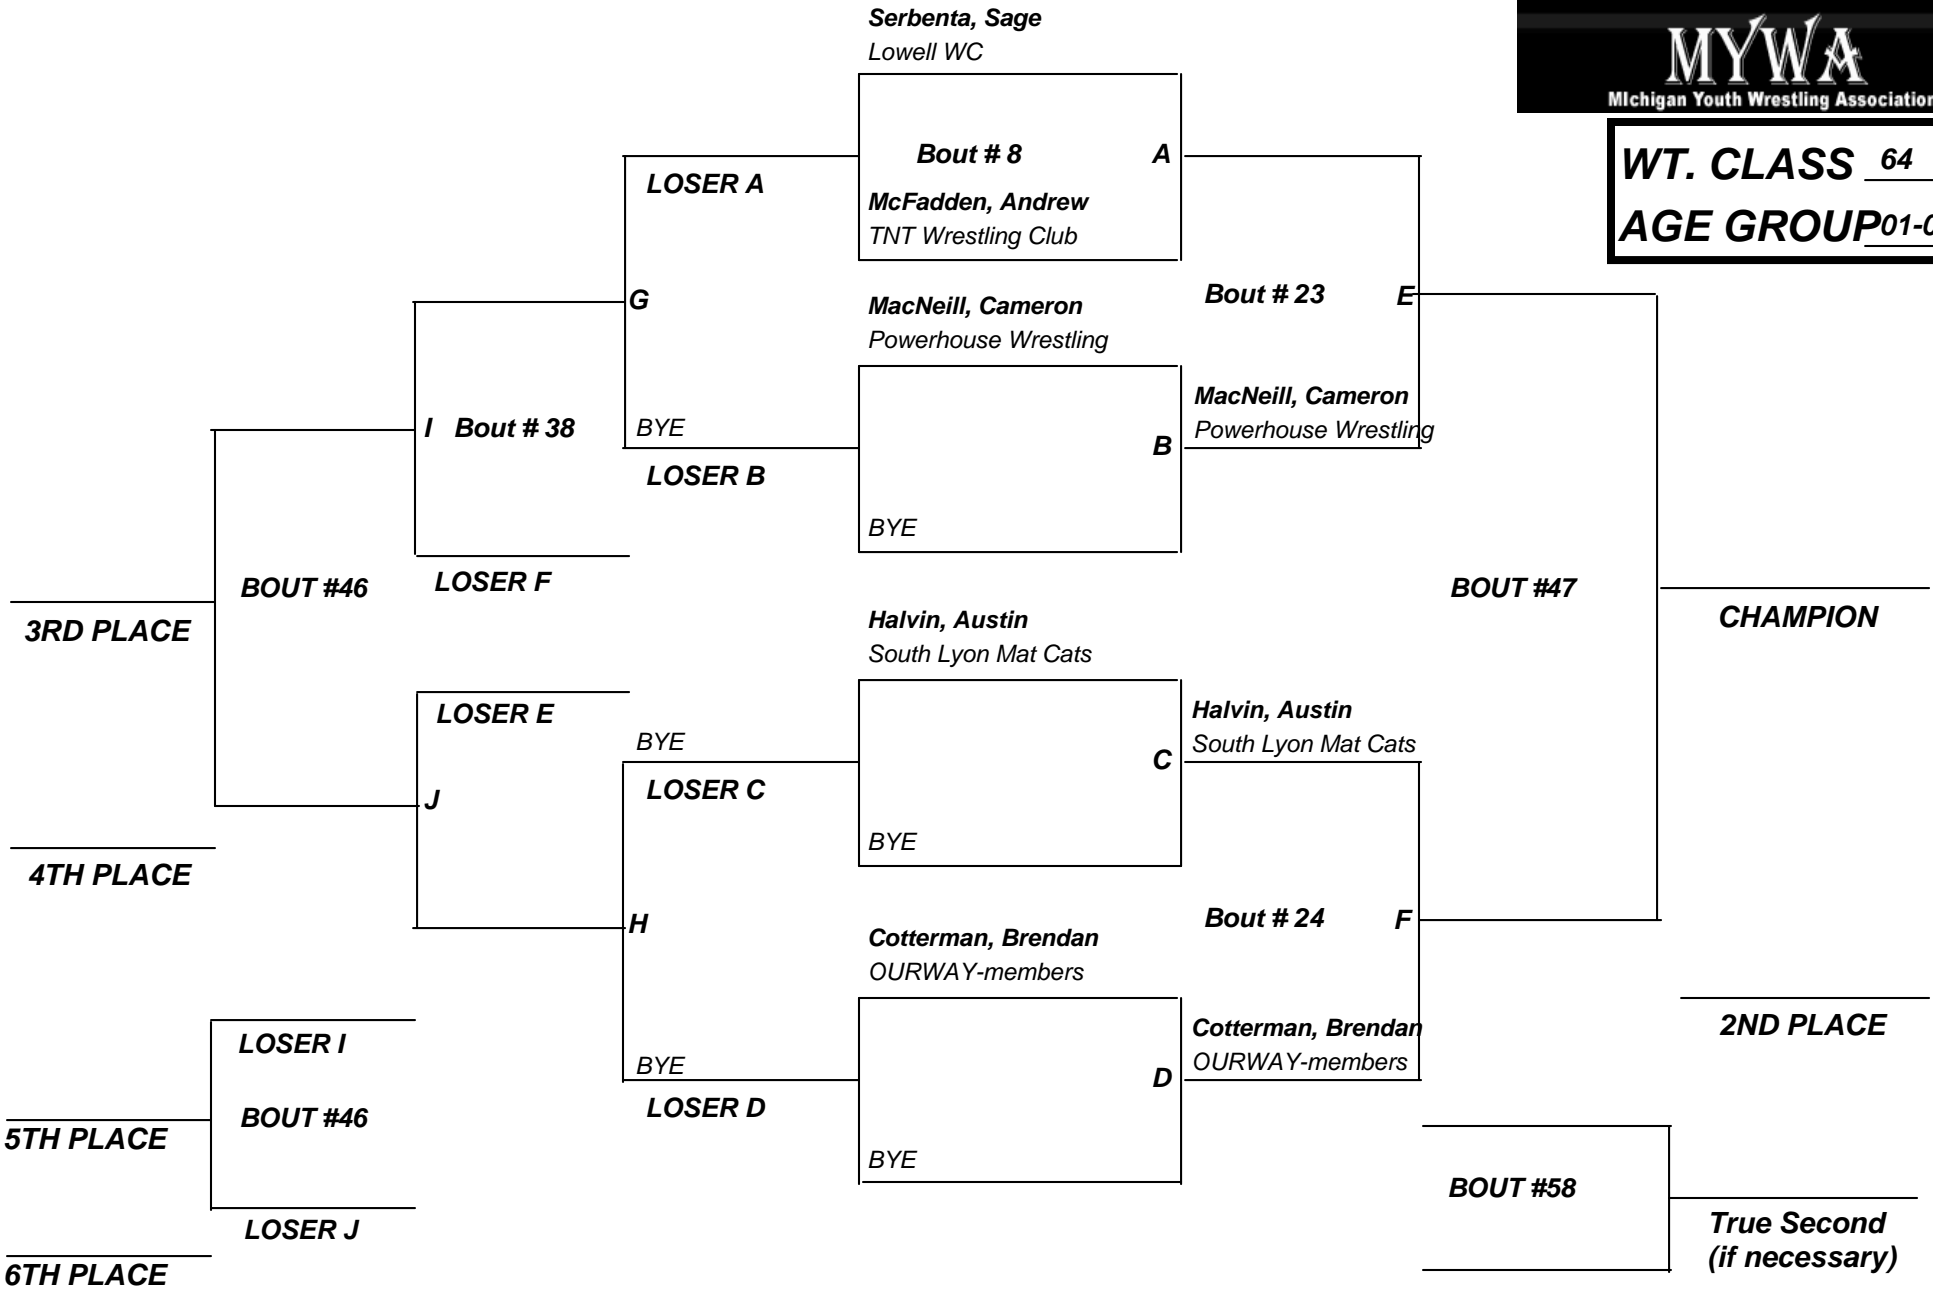 Serbenta, Sage
Lowell WC
MYWA
Michigan Youth Wrestling Association
WT. CLASS 64
AGE GROUP 01-0
Bout # 8
A
LOSER A
McFadden, Andrew
TNT Wrestling Club
G
MacNeill, Cameron
Powerhouse Wrestling
Bout # 23
E
I
Bout # 38
BYE
LOSER B
B
MacNeill, Cameron
Powerhouse Wrestling
BYE
BOUT #46
LOSER F
3RD PLACE
BOUT #47
CHAMPION
Halvin, Austin
South Lyon Mat Cats
LOSER E
BYE
LOSER C
C
Halvin, Austin
South Lyon Mat Cats
J
BYE
4TH PLACE
H
Bout # 24
F
Cotterman, Brendan
OURWAY-members
LOSER I
BOUT #46
5TH PLACE
BYE
LOSER D
D
Cotterman, Brendan
OURWAY-members
2ND PLACE
BYE
LOSER J
6TH PLACE
BOUT #58
True Second
(if necessary)